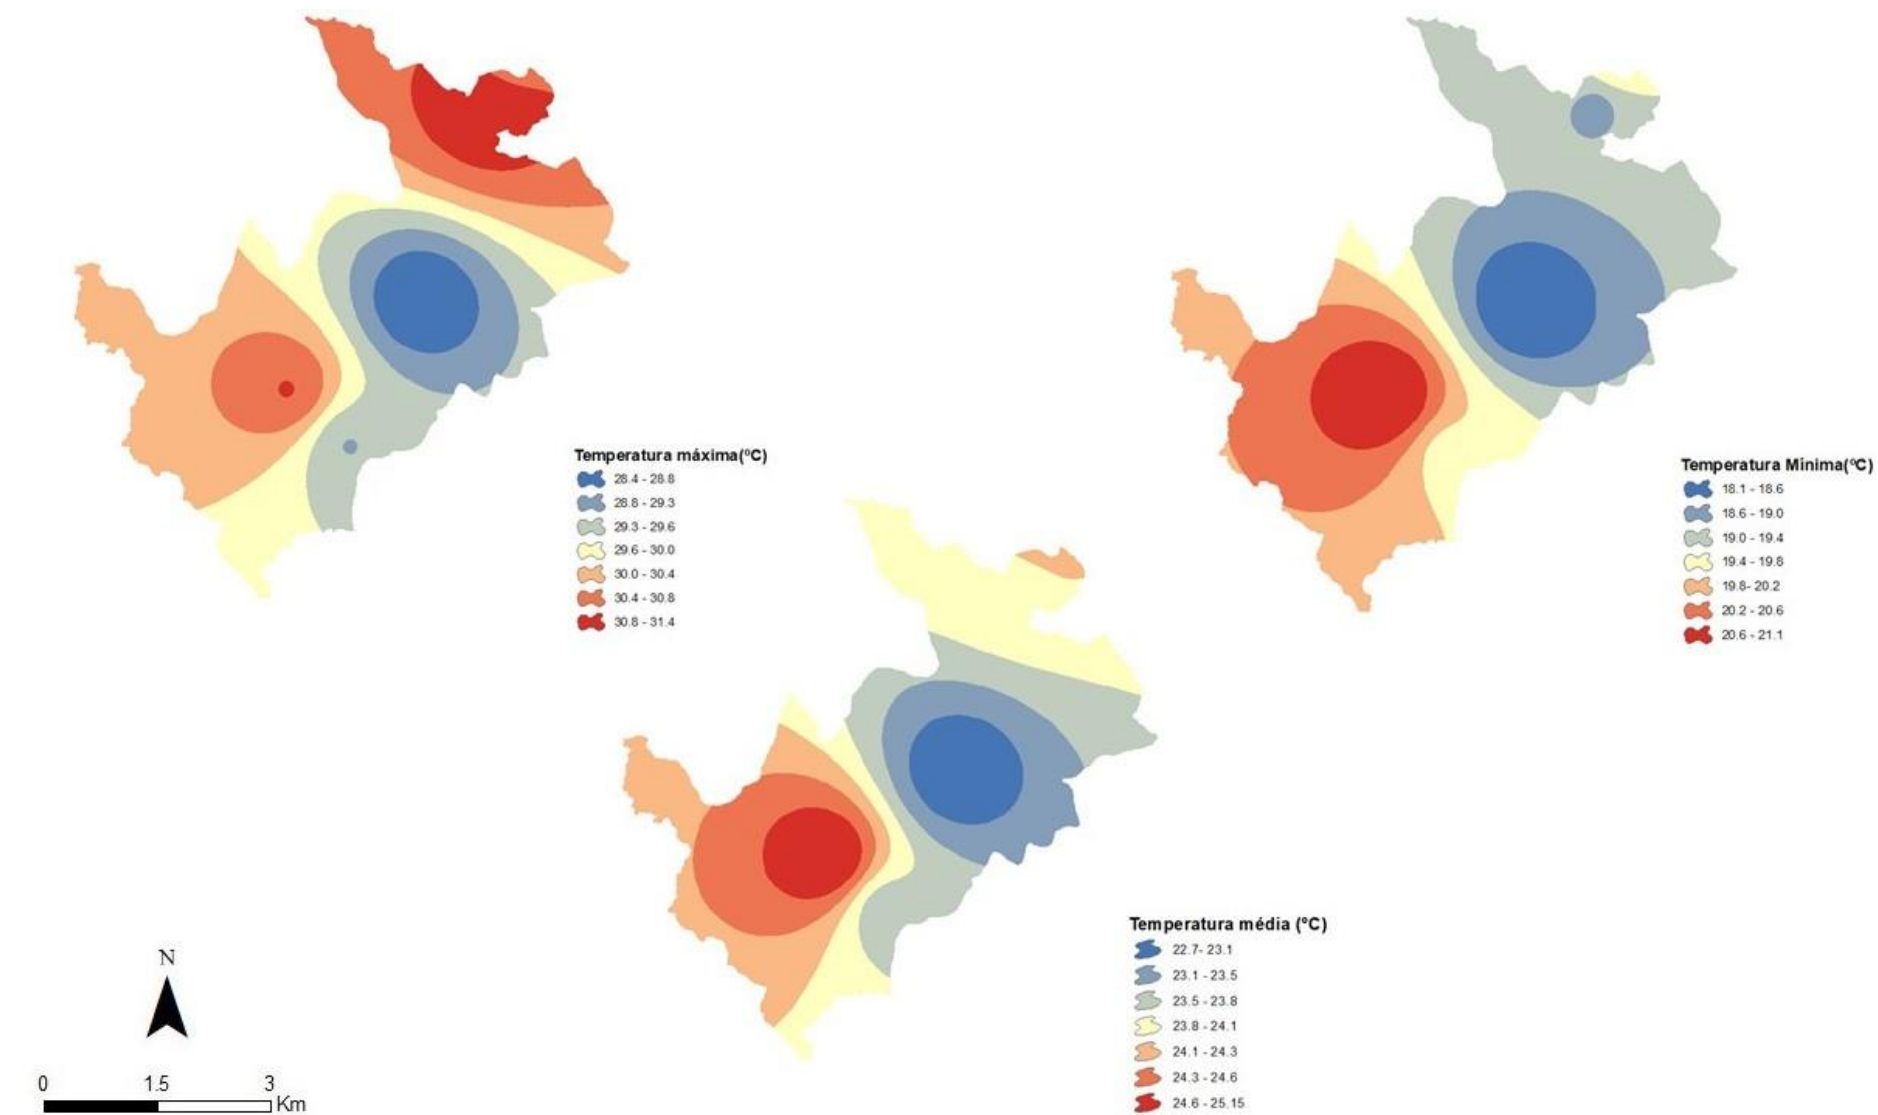 Temperatura máxima(ºC)
28.4 - 28.8
28.8 - 29.3
29.3 - 29.6
29.6 - 30.0
30.0 - 30.4
30.4 - 30.8
30.8 - 31.4
Temperatura Mínima(ºC)
18.1 - 18.6
18.6 - 19.0
19.0 - 19.4
19.4 - 19.8
19.8- 20.2
20.2 - 20.6
20.6 - 21.1
Temperatura média (ºC)
22.7- 23.1
23.1 - 23.5
23.5 - 23.8
23.8 - 24.1
24.1 - 24.3
24.3 - 24.6
24.6 - 25.15
N
0 1.5 3
Km